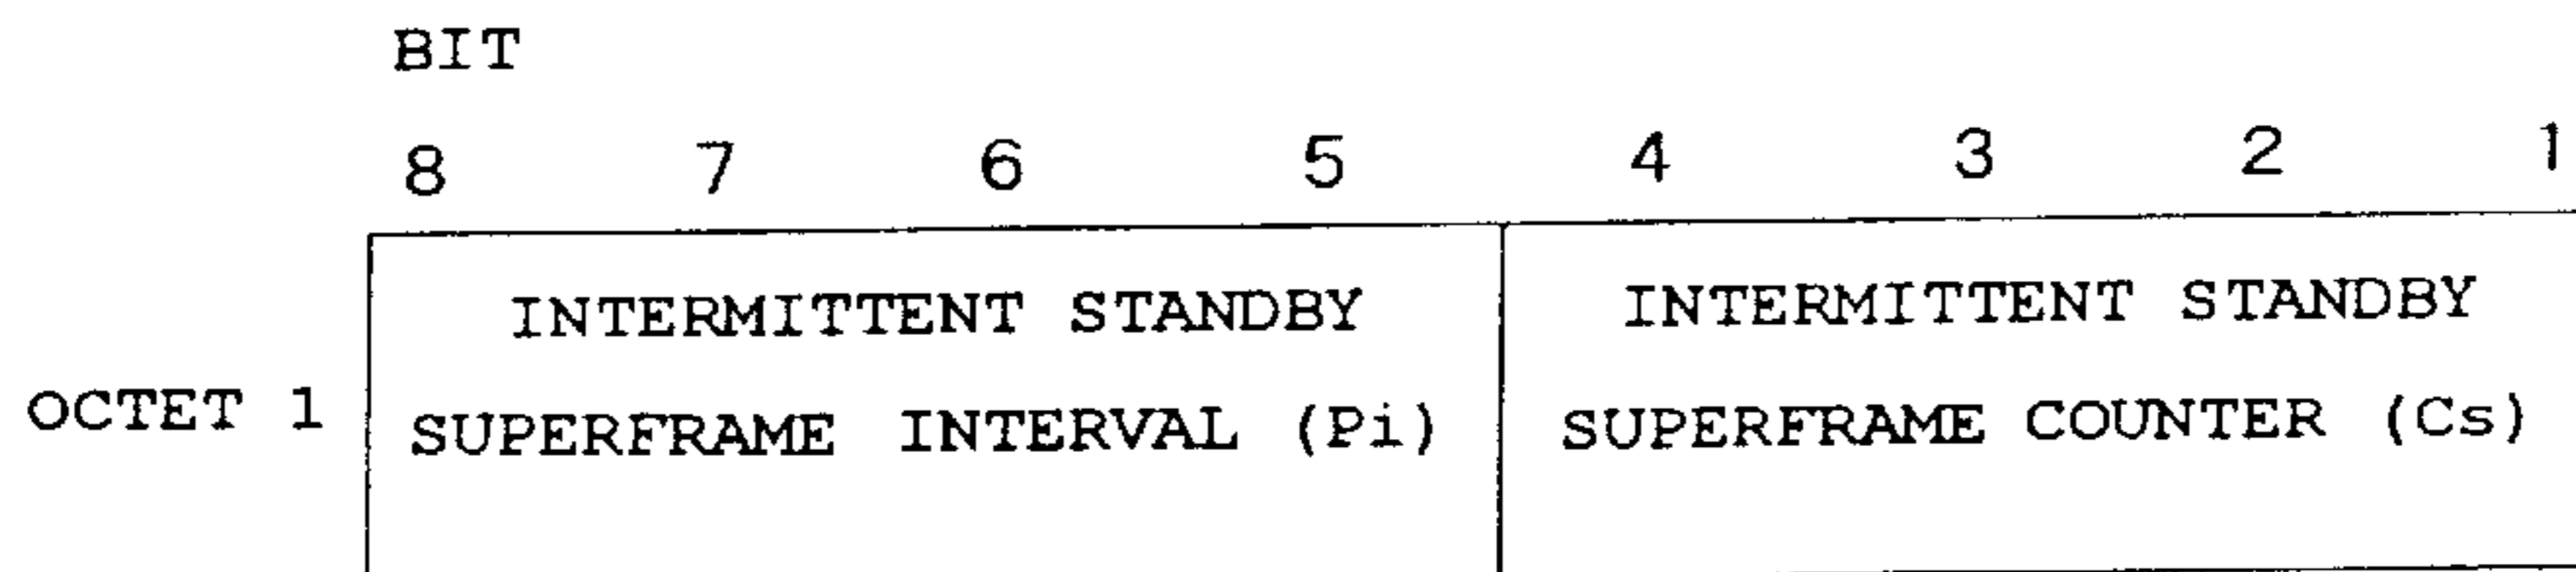 BIT
8 7 6 5 4 3 2 1
INTERMITTENT STANDBY INTERMITTENT STANDBY
OCTET 1 SUPERFRAME INTERVAL (Pi) SUPERFRAME COUNTER (Cs)